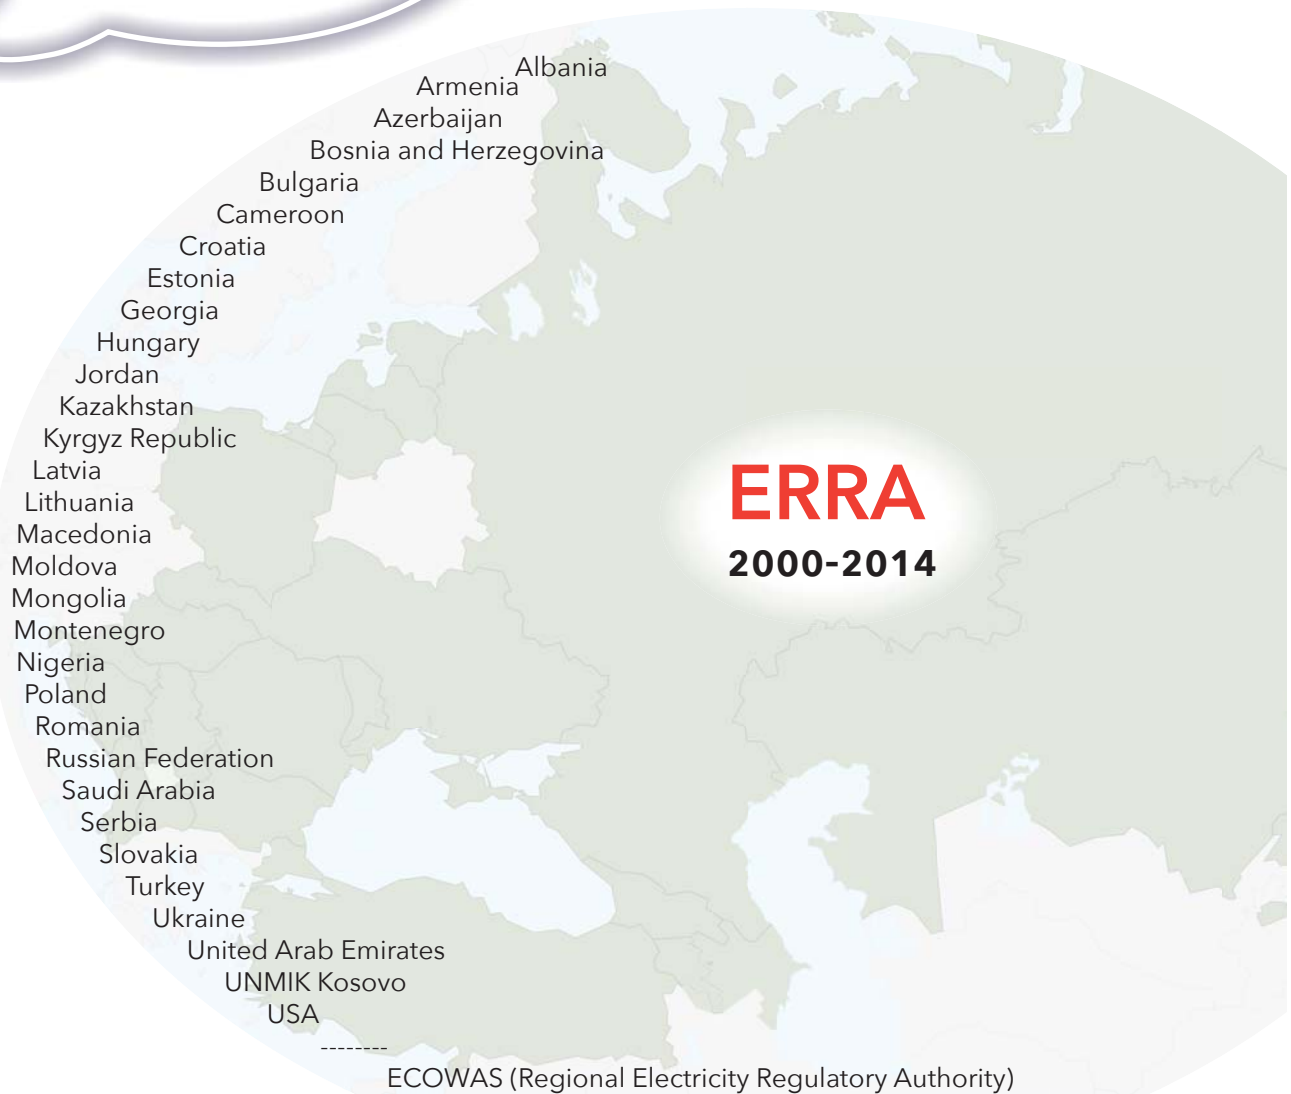 Albania
Armenia
Azerbaijan
Bosnia and Herzegovina
Bulgaria
Cameroon
Croatia
Estonia
Georgia
Hungary
Jordan
Kazakhstan
Kyrgyz Republic
Latvia
Lithuania
Macedonia
Moldova
Mongolia
Montenegro
Nigeria
Poland
Romania
Russian Federation
Saudi Arabia
Serbia
Slovakia
Turkey
Ukraine
United Arab Emirates
UNMIK Kosovo
USA
--------
ECOWAS (Regional Electricity Regulatory Authority)
ERRA
2000-2014